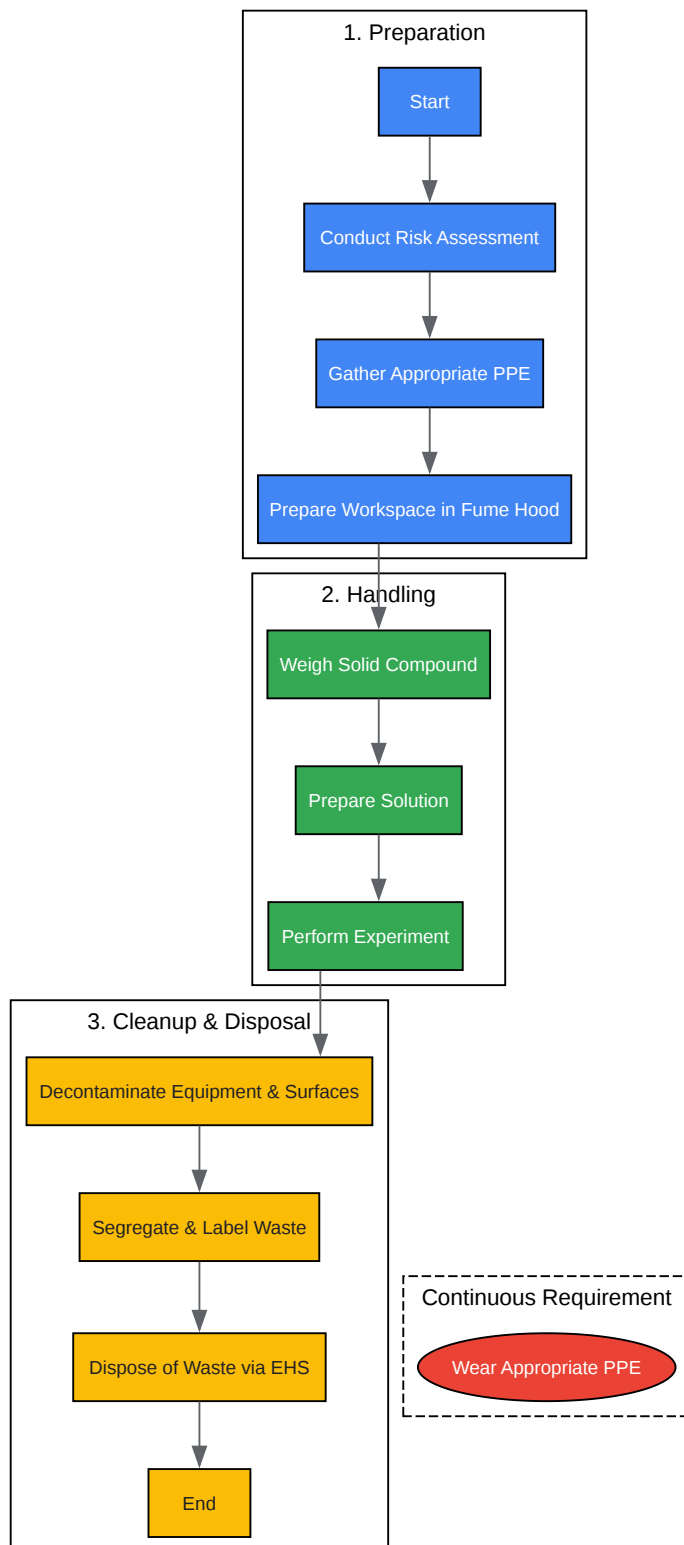 1. Preparation
Start
Conduct Risk Assessment
Gather Appropriate PPE
Prepare Workspace in Fume Hood
2. Handling
Weigh Solid Compound
Prepare Solution
Perform Experiment
3. Cleanup & Disposal
Decontaminate Equipment & Surfaces
Segregate & Label Waste
Dispose of Waste via EHS
End
Continuous Requirement
Wear Appropriate PPE